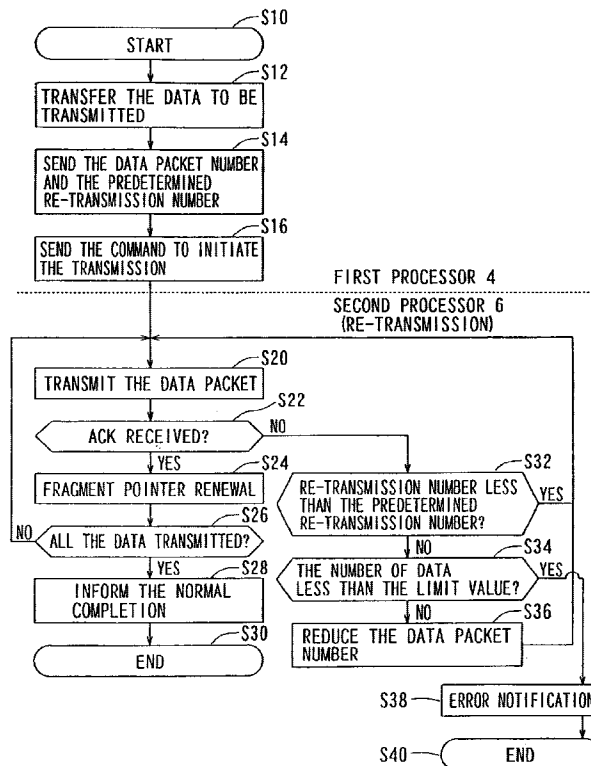 S10
START
S12
TRANSFER THE DATA TO BE
TRANSMITTED
S14
SEND THE DATA PACKET NUMBER
AND THE PREDETERMINED
RE-TRANSMISSION NUMBER
S16
SEND THE COMMAND TO INITIATE
THE TRANSMISSION
FIRST PROCESSOR 4
SECOND PROCESSOR 6
(RE-TRANSMISSION)
S20
TRANSMIT THE DATA PACKET
S22
ACK RECEIVED?
NO
YES
S24
FRAGMENT POINTER RENEWAL
S26
NO
ALL THE DATA TRANSMITTED?
YES
S28
INFORM THE NORMAL
COMPLETION
S30
END
S32
RE-TRANSMISSION NUMBER LESS
THAN THE PREDETERMINED
RE-TRANSMISSION NUMBER?
YES
NO
S34
THE NUMBER OF DATA
LESS THAN THE LIMIT VALUE?
YES
NO
S36
REDUCE THE DATA PACKET
NUMBER
S38
ERROR NOTIFICATION
S40
END